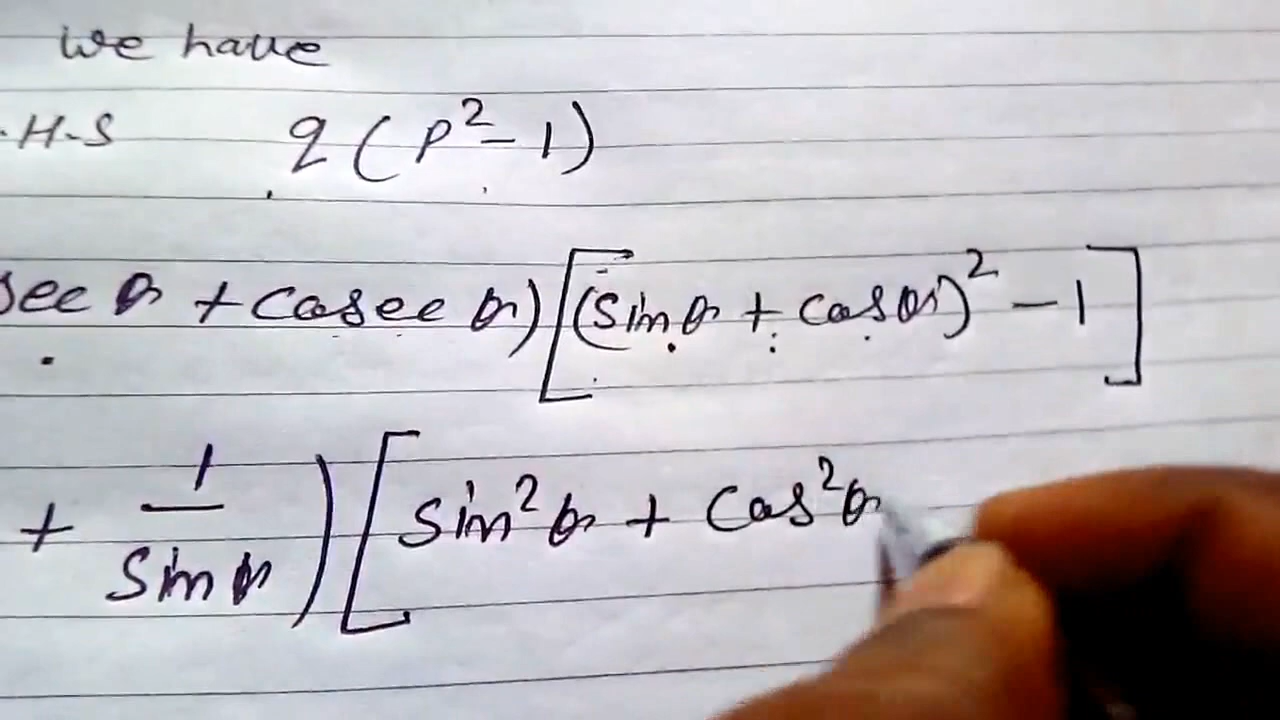 we have
.H.S q(p²-1)
sec θ + cosec θ)[(sin θ + cos θ)² - 1]
+ 1/sin θ)[sin²θ + cos²θ